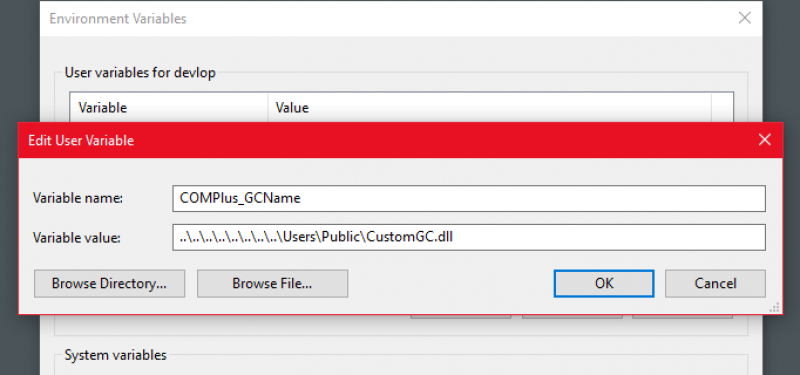 Environment Variables
User variables for devlop
Variable Value
Edit User Variable
Variable name: COMPlus_GCName
Variable value: ..\..\..\..\..\..\..\..\Users\Public\CustomGC.dll
Browse Directory... Browse File... OK Cancel
System variables